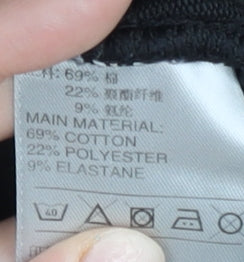 件: 69% 棉
22% 聚酯纤维
9% 氨纶
MAIN MATERIAL:
69% COTTON
22% POLYESTER
9% ELASTANE
40